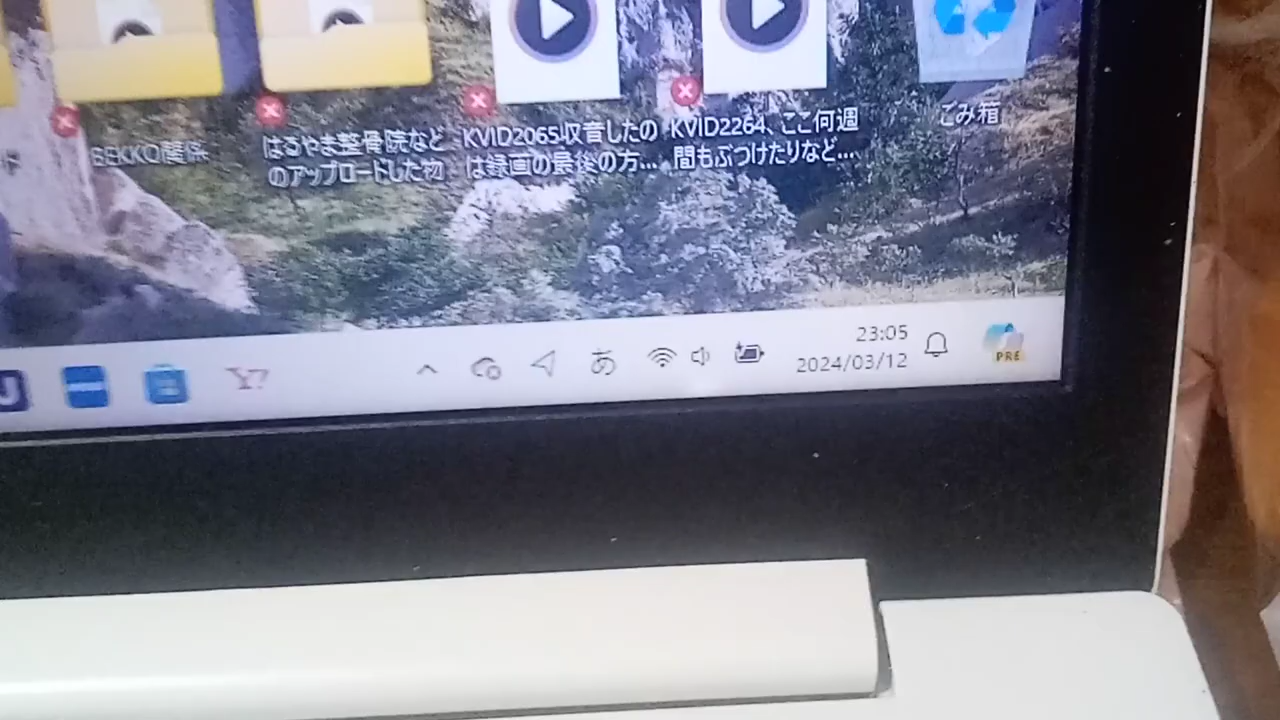 SEKKO関係
はるやま整骨院など
のアップロードした物
KVID2065収音したの
は録画の最後の方...
KVID2264、ここ何週
間もぶつけたりなど...
ごみ箱
Y?
あ
23:05
2024/03/12
PRE